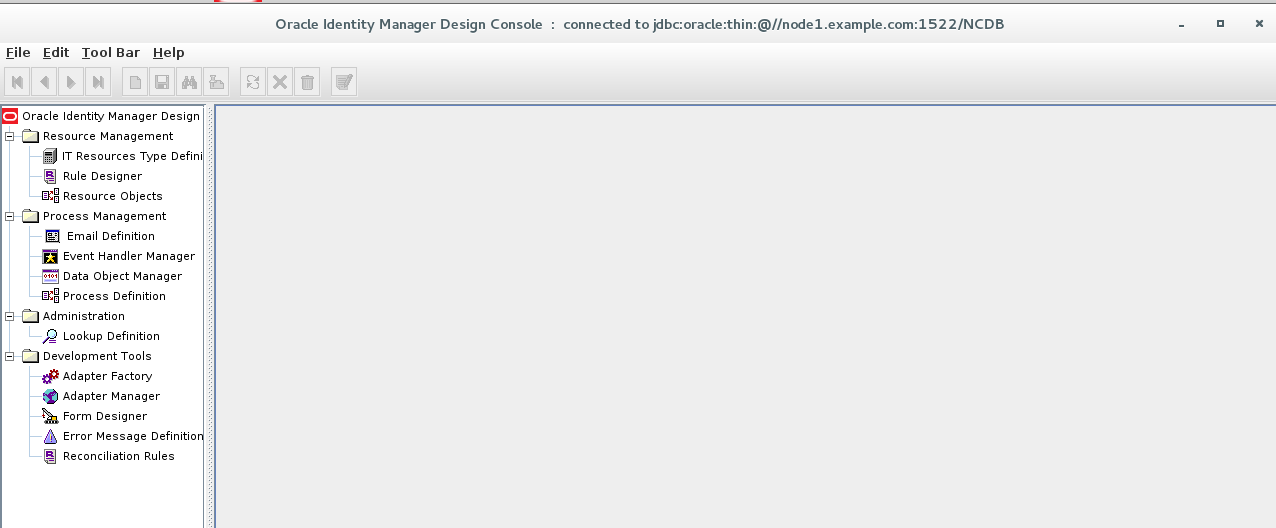 Oracle Identity Manager Design Console : connected to jdbc:oracle:thin:@//node1.example.com:1522/NCDB
File Edit Tool Bar Help
Oracle Identity Manager Design
Resource Management
IT Resources Type Defini
Rule Designer
Resource Objects
Process Management
Email Definition
Event Handler Manager
Data Object Manager
Process Definition
Administration
Lookup Definition
Development Tools
Adapter Factory
Adapter Manager
Form Designer
Error Message Definition
Reconciliation Rules